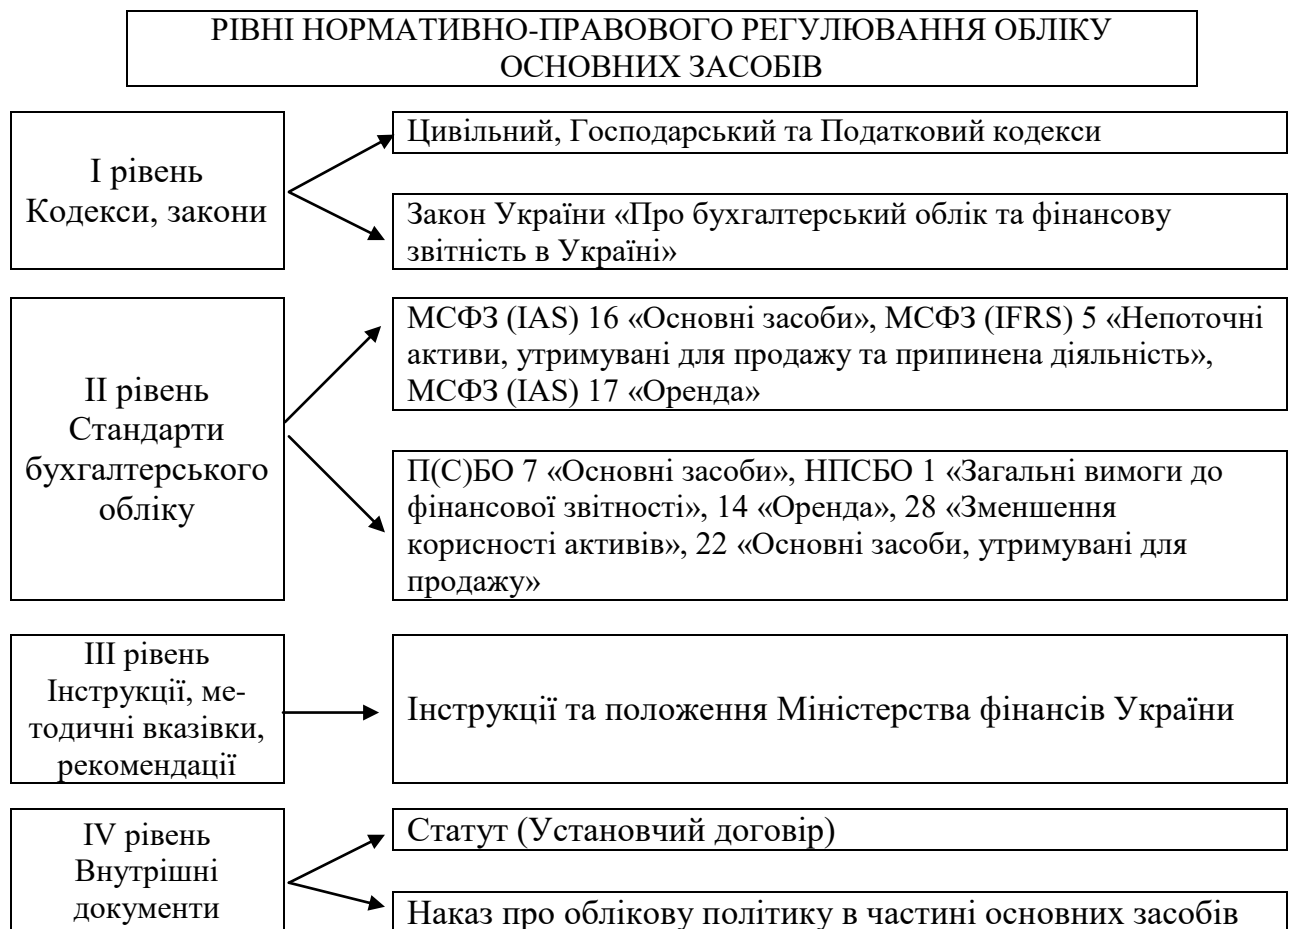 РІВНІ НОРМАТИВНО-ПРАВОВОГО РЕГУЛЮВАННЯ ОБЛІКУ
ОСНОВНИХ ЗАСОБІВ
І рівень
Кодекси, закони
Цивільний, Господарський та Податковий кодекси
Закон України «Про бухгалтерський облік та фінансову
звітність в Україні»
ІІ рівень
Стандарти
бухгалтерського
обліку
МСФЗ (IAS) 16 «Основні засоби», МСФЗ (IFRS) 5 «Непоточні
активи, утримувані для продажу та припинена діяльність»,
МСФЗ (IAS) 17 «Оренда»
П(С)БО 7 «Основні засоби», НПСБО 1 «Загальні вимоги до
фінансової звітності», 14 «Оренда», 28 «Зменшення
корисності активів», 22 «Основні засоби, утримувані для
продажу»
ІІІ рівень
Інструкції, ме-
тодичні вказівки,
рекомендації
Інструкції та положення Міністерства фінансів України
IV рівень
Внутрішні
документи
Статут (Установчий договір)
Наказ про облікову політику в частині основних засобів